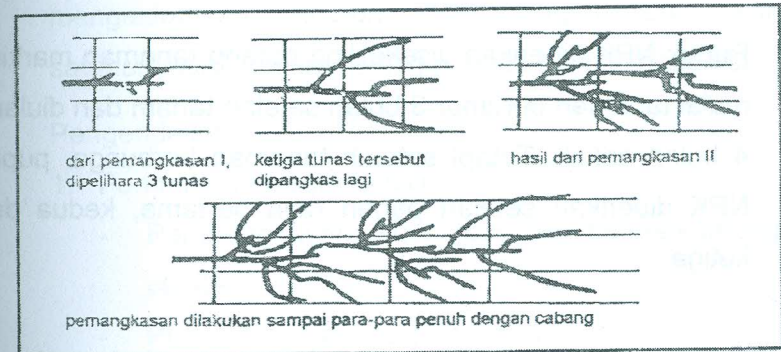 dari pemangkasan I,
dipelihara 3 tunas
ketiga tunas tersebut
dipangkas lagi
hasil dari pemangkasan II
pemangkasan dilakukan sampai para-para penuh dengan cabang